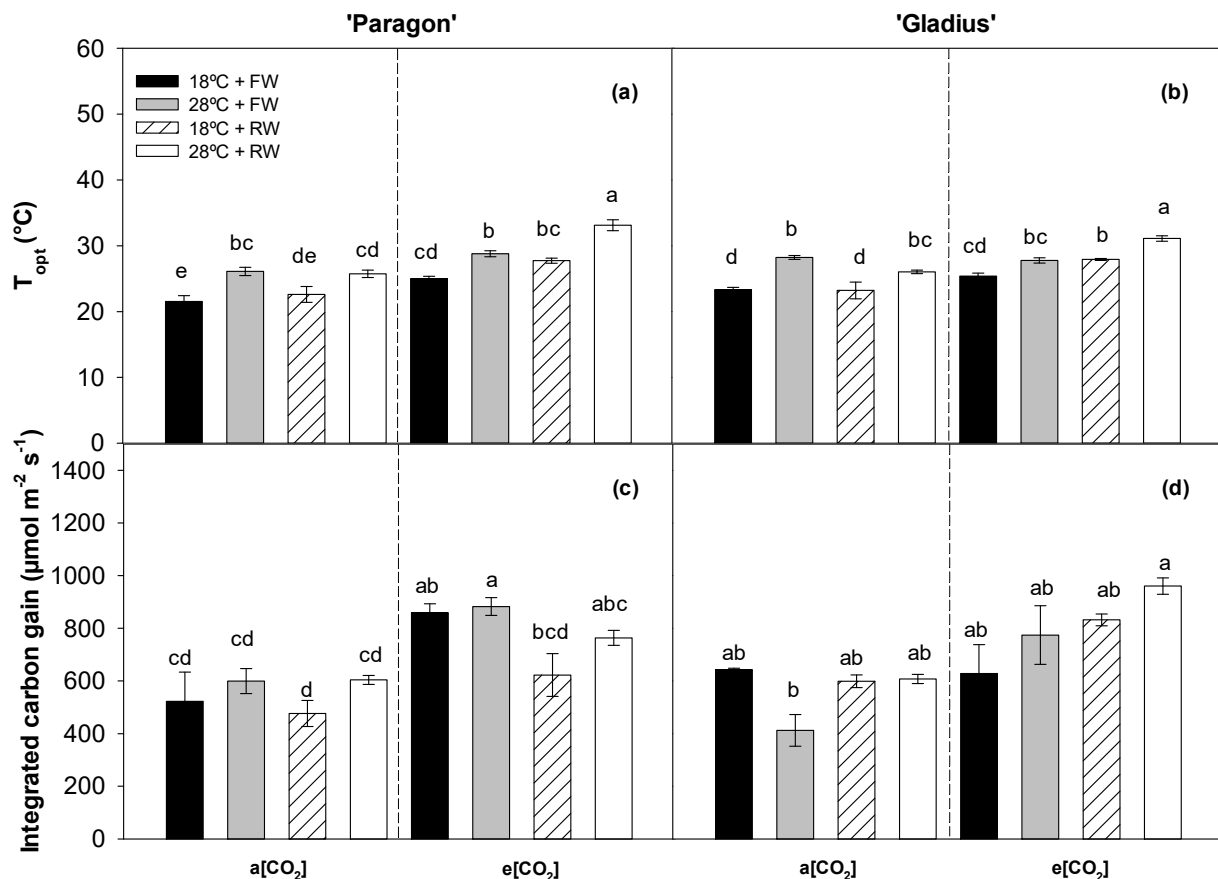 'Paragon' 'Gladius'
60
50
40
30
20
10
0
T_opt (°C)
18ºC + FW
28ºC + FW
18ºC + RW
28ºC + RW
(a)
e bc de cd cd b bc a
(b)
d b d bc cd bc b a
1400
1200
1000
800
600
400
200
0
Integrated carbon gain (µmol m⁻² s⁻¹)
(c)
cd cd d cd ab a bcd abc
(d)
ab b ab ab ab ab ab a
a[CO₂] e[CO₂] a[CO₂] e[CO₂]